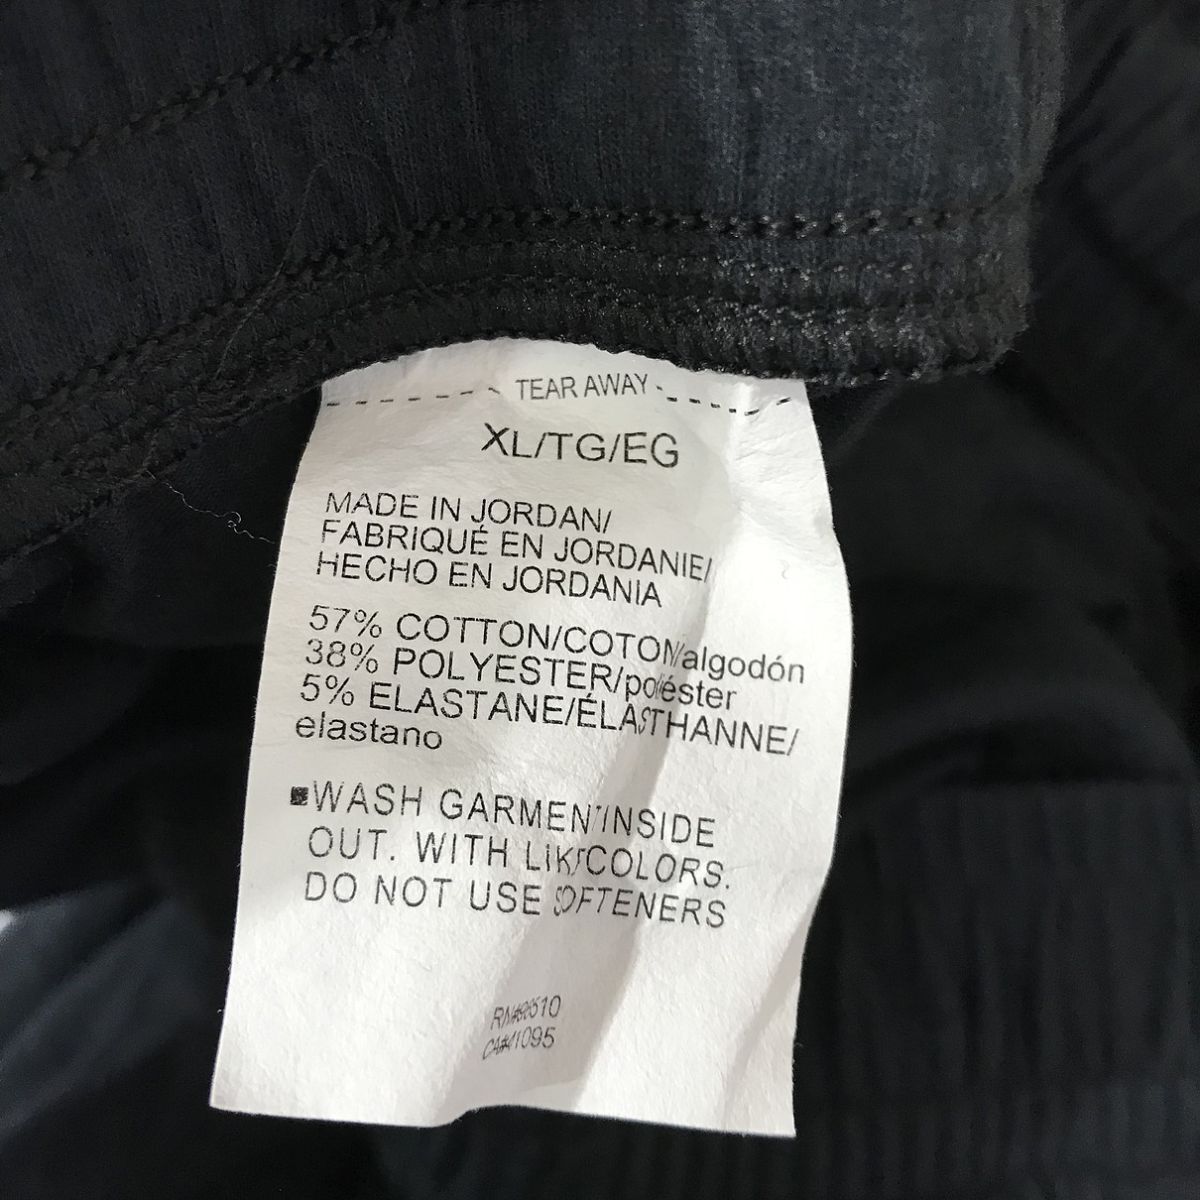 TEAR AWAY
XL/TG/EG
MADE IN JORDAN/
FABRIQUÉ EN JORDANIE/
HECHO EN JORDANIA
57% COTTON/COTON/algodón
38% POLYESTER/poliéster
5% ELASTANE/ÉLASTHANNE/
elastano
WASH GARMENT INSIDE
OUT. WITH LIKE COLORS.
DO NOT USE SOFTENERS